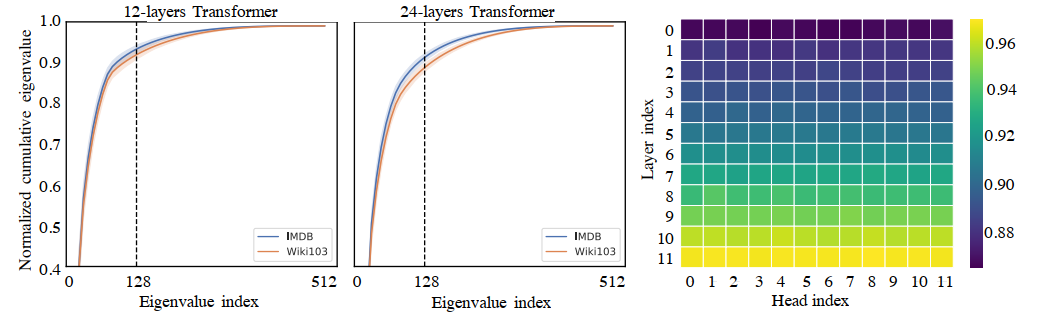 12-layers Transformer
24-layers Transformer
Normalized cumulative eigenvalue
1.0
0.9
0.8
0.7
0.6
0.5
0.4
IMDB
Wiki103
0 128 512
Eigenvalue index
IMDB
Wiki103
0 128 512
Eigenvalue index
Layer index
0
1
2
3
4
5
6
7
8
9
10
11
0 1 2 3 4 5 6 7 8 9 10 11
Head index
0.96
0.94
0.92
0.90
0.88